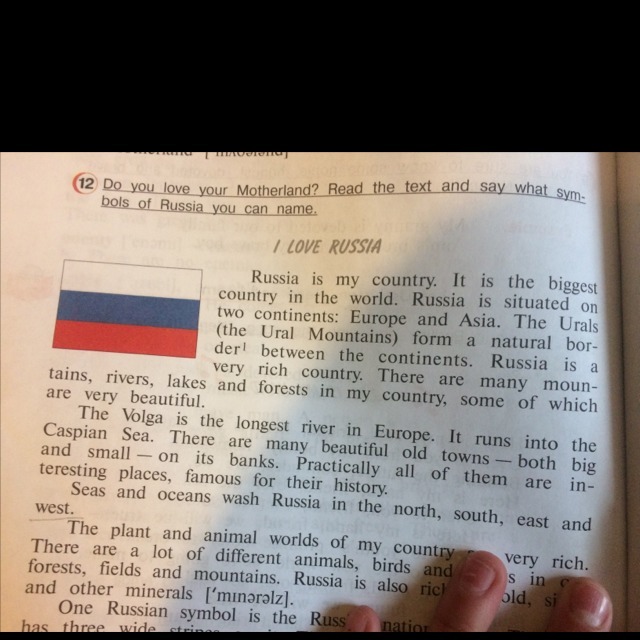 12 Do you love your Motherland? Read the text and say what sym-
bols of Russia you can name.
I LOVE RUSSIA
Russia is my country. It is the biggest
country in the world. Russia is situated on
two continents: Europe and Asia. The Urals
(the Ural Mountains) form a natural bor-
der¹ between the continents. Russia is a
very rich country. There are many moun-
tains, rivers, lakes and forests in my country, some of which
are very beautiful.
The Volga is the longest river in Europe. It runs into the
Caspian Sea. There are many beautiful old towns — both big
and small — on its banks. Practically all of them are in-
teresting places, famous for their history.
Seas and oceans wash Russia in the north, south, east and
west.
The plant and animal worlds of my country very rich.
There are a lot of different animals, birds and in
forests, fields and mountains. Russia is also
and other minerals ['mɪnərəlz].
One Russian symbol is the
has three wide